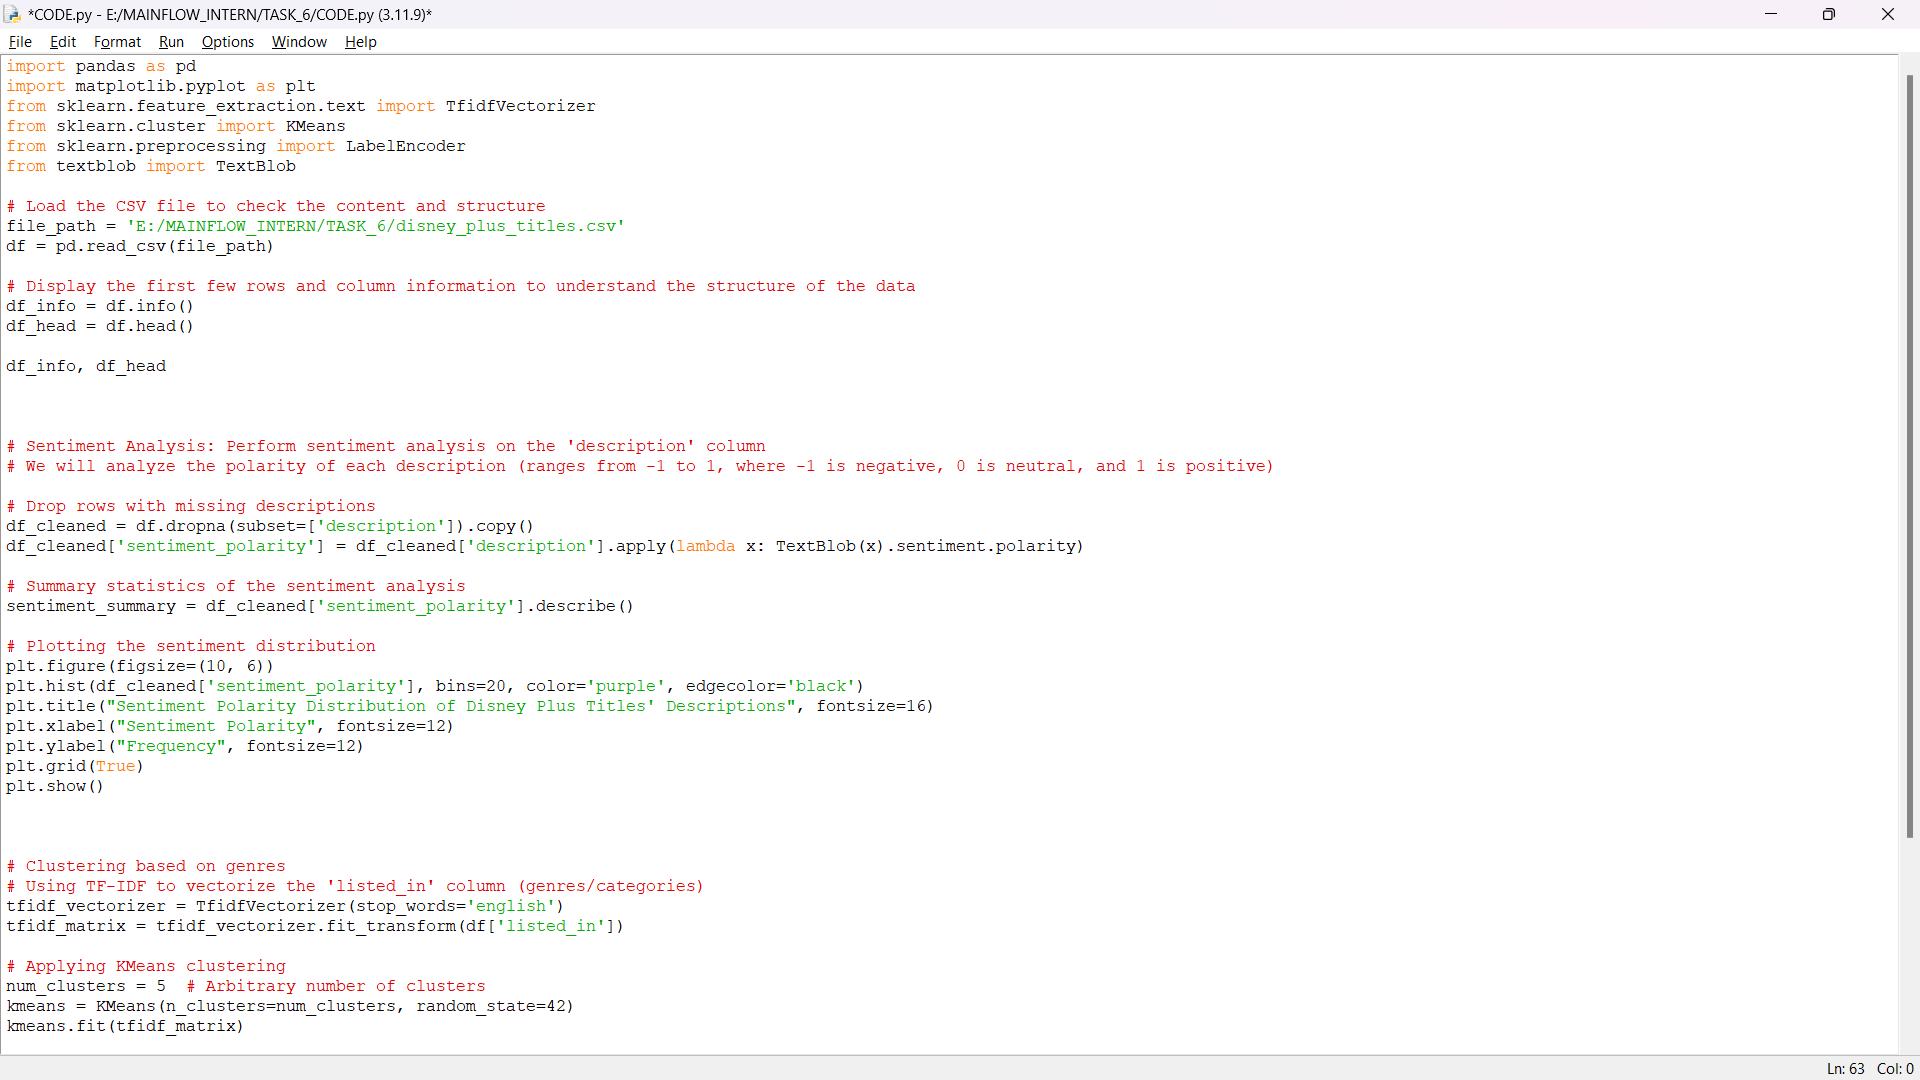 *CODE.py - E:/MAINFLOW_INTERN/TASK_6/CODE.py (3.11.9)*
File Edit Format Run Options Window Help
import pandas as pd
import matplotlib.pyplot as plt
from sklearn.feature_extraction.text import TfidfVectorizer
from sklearn.cluster import KMeans
from sklearn.preprocessing import LabelEncoder
from textblob import TextBlob
# Load the CSV file to check the content and structure
file_path = 'E:/MAINFLOW_INTERN/TASK_6/disney_plus_titles.csv'
df = pd.read_csv(file_path)
# Display the first few rows and column information to understand the structure of the data
df_info = df.info()
df_head = df.head()
df_info, df_head
# Sentiment Analysis: Perform sentiment analysis on the 'description' column
# We will analyze the polarity of each description (ranges from -1 to 1, where -1 is negative, 0 is neutral, and 1 is positive)
# Drop rows with missing descriptions
df_cleaned = df.dropna(subset=['description']).copy()
df_cleaned['sentiment_polarity'] = df_cleaned['description'].apply(lambda x: TextBlob(x).sentiment.polarity)
# Summary statistics of the sentiment analysis
sentiment_summary = df_cleaned['sentiment_polarity'].describe()
# Plotting the sentiment distribution
plt.figure(figsize=(10, 6))
plt.hist(df_cleaned['sentiment_polarity'], bins=20, color='purple', edgecolor='black')
plt.title("Sentiment Polarity Distribution of Disney Plus Titles' Descriptions", fontsize=16)
plt.xlabel("Sentiment Polarity", fontsize=12)
plt.ylabel("Frequency", fontsize=12)
plt.grid(True)
plt.show()
# Clustering based on genres
# Using TF-IDF to vectorize the 'listed_in' column (genres/categories)
tfidf_vectorizer = TfidfVectorizer(stop_words='english')
tfidf_matrix = tfidf_vectorizer.fit_transform(df['listed_in'])
# Applying KMeans clustering
num_clusters = 5  # Arbitrary number of clusters
kmeans = KMeans(n_clusters=num_clusters, random_state=42)
kmeans.fit(tfidf_matrix)
Ln: 63 Col: 0